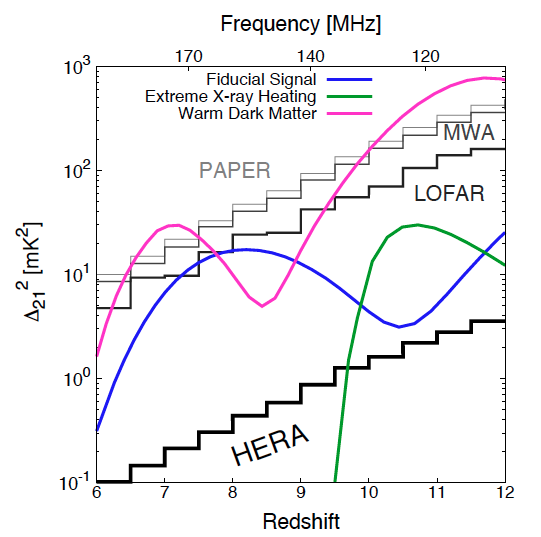 Frequency [MHz]
170 140 120
10³
Fiducial Signal
Extreme X-ray Heating
Warm Dark Matter
MWA
PAPER
10²
LOFAR
Δ₂₁² [mK²]
10¹
10⁰
HERA
10⁻¹
6 7 8 9 10 11 12
Redshift